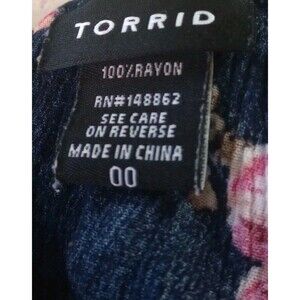 TORRID
100% RAYON
RN#148862
SEE CARE
ON REVERSE
MADE IN CHINA
00